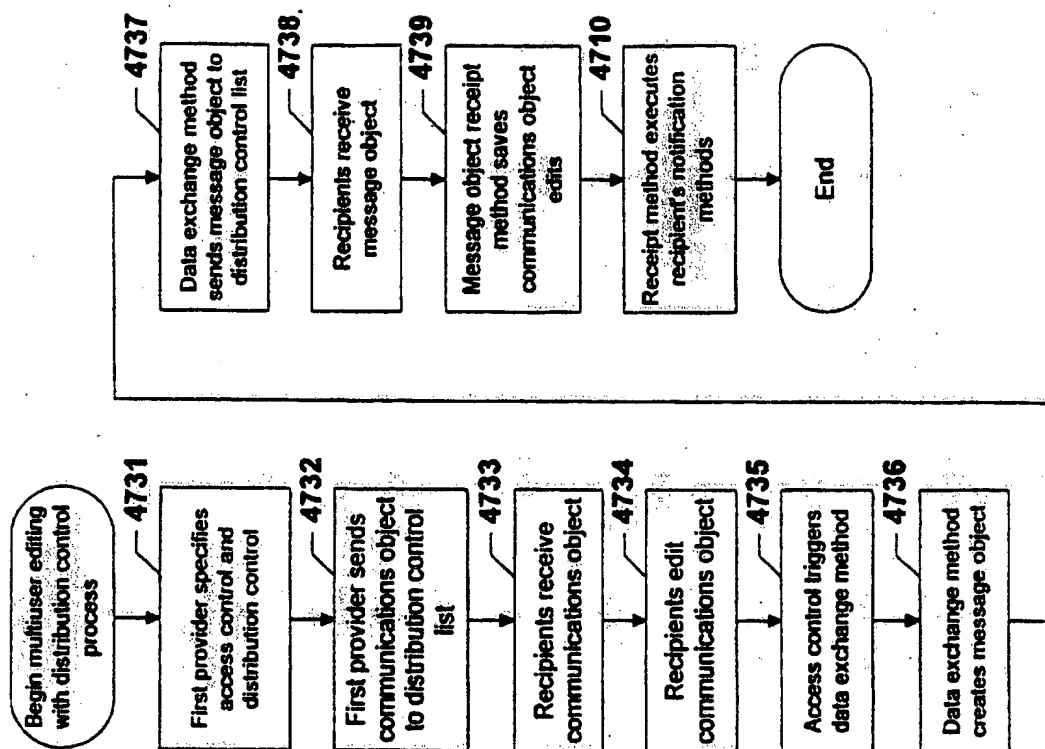 Begin multiuser editing
with distribution control
process
4731
First provider specifies
access control and
distribution control
4732
First provider sends
communications object
to distribution control
list
4733
Recipients receive
communications object
4734
Recipients edit
communications object
4735
Access control triggers
data exchange method
4736
Data exchange method
creates message object
4737
Data exchange method
sends message object to
distribution control list
4738
Recipients receive
message object
4739
Message object receipt
method saves
communications object
edits
4710
Receipt method executes
recipient's notification
methods
End